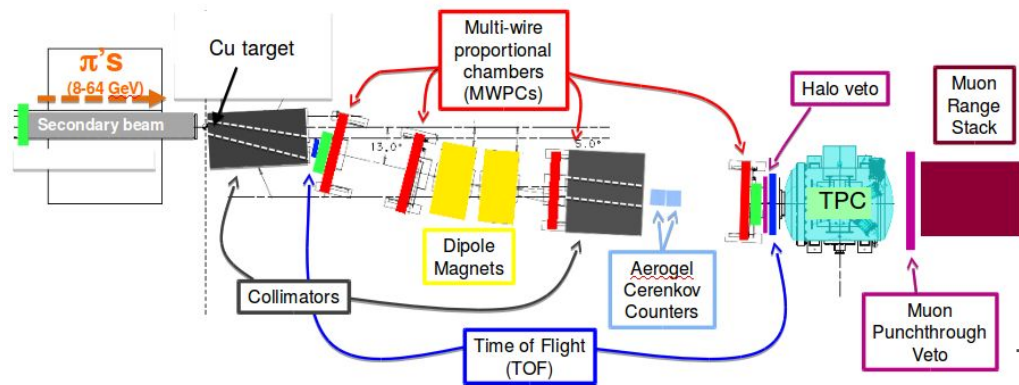 π's
(8-64 GeV)
Secondary beam
Cu target
Multi-wire
proportional
chambers
(MWPCs)
13.0°
5.0°
Halo veto
Muon
Range
Stack
TPC
Dipole
Magnets
Collimators
Aerogel
Cerenkov
Counters
Time of Flight
(TOF)
Muon
Punchthrough
Veto